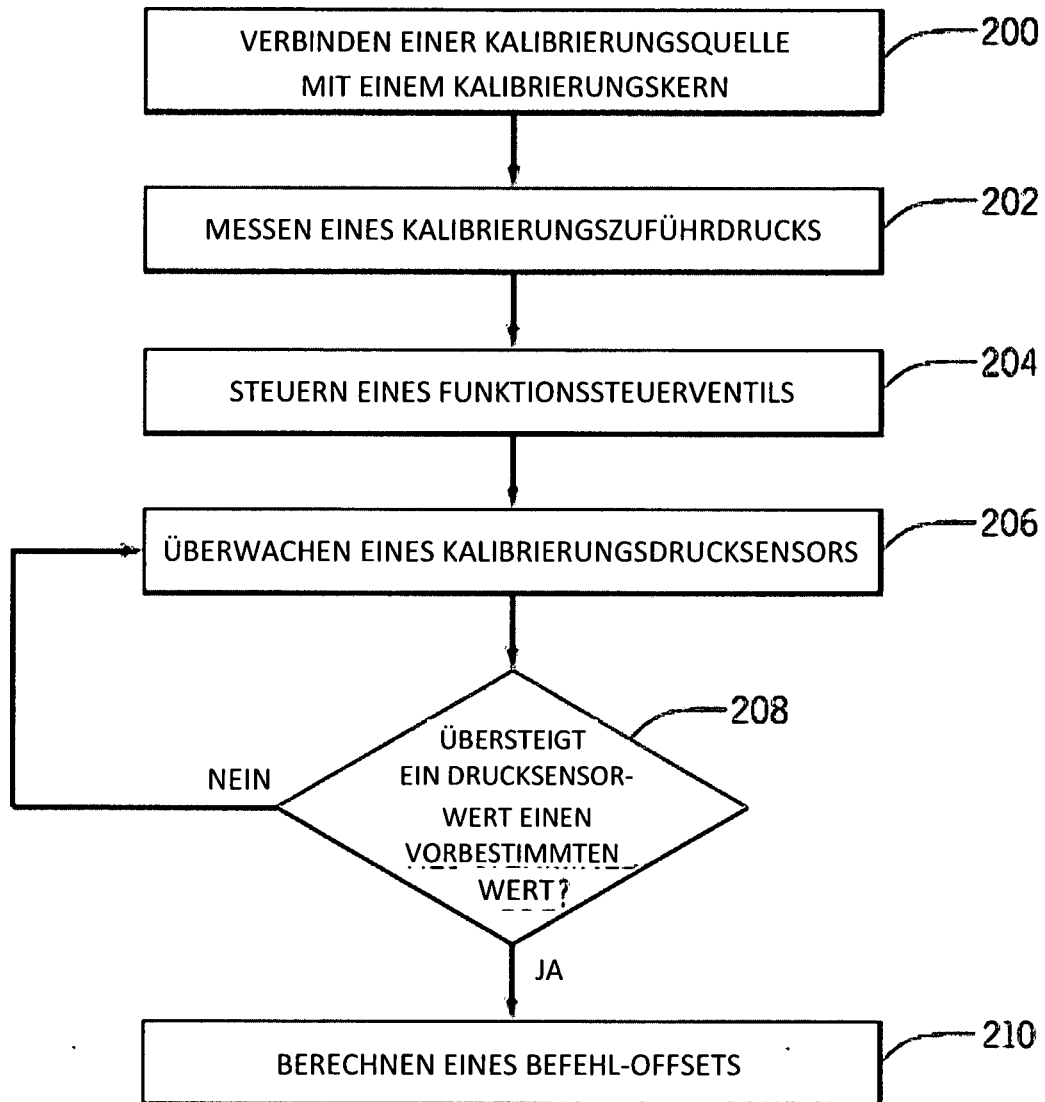 VERBINDEN EINER KALIBRIERUNGSQUELLE
MIT EINEM KALIBRIERUNGSKERN
200
MESSEN EINES KALIBRIERUNGSZUFÜHRDRUCKS
202
STEUERN EINES FUNKTIONSSTEUERVENTILS
204
ÜBERWACHEN EINES KALIBRIERUNGSDRUCKSENSORS
206
208
ÜBERSTEIGT
EIN DRUCKSENSOR-
WERT EINEN
VORBESTIMMTEN
WERT?
NEIN
JA
BERECHNEN EINES BEFEHL-OFFSETS
210